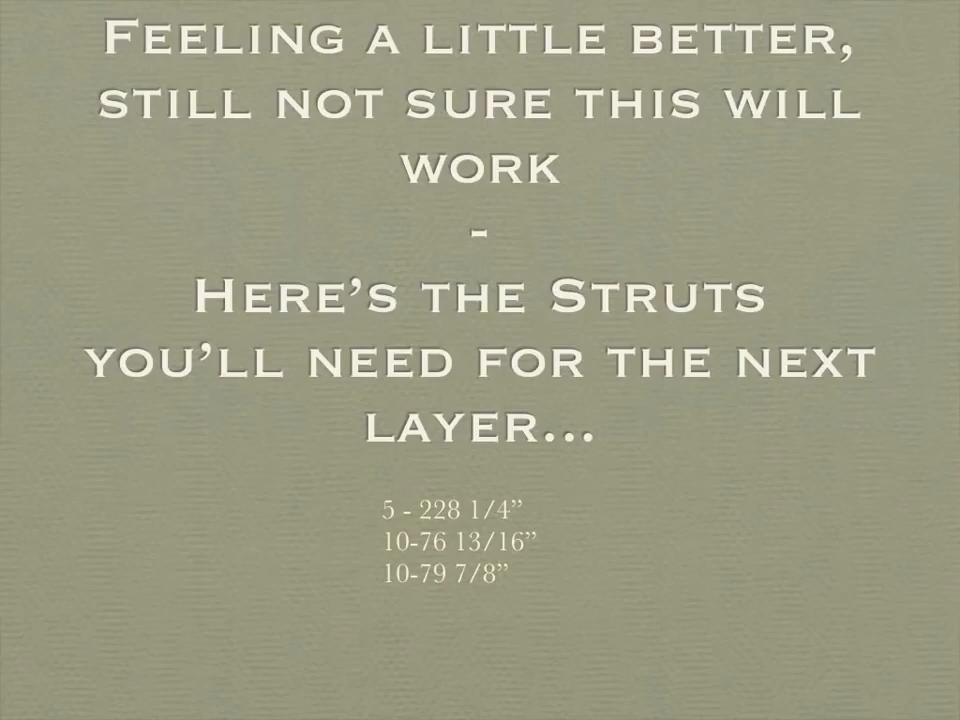 Feeling a little better,
still not sure this will
work
-
Here’s the Struts
you’ll need for the next
layer...
5 - 228 1/4”
10-76 13/16”
10-79 7/8”